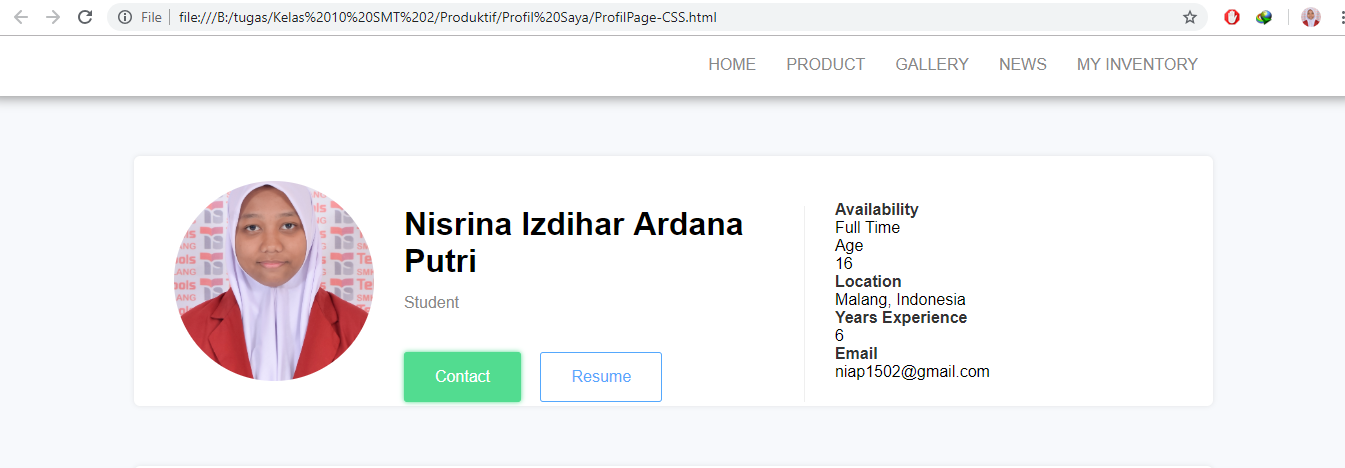 File
file:///B:/tugas/Kelas%2010%20SMT%202/Produktif/Profil%20Saya/ProfilPage-CSS.html
HOME PRODUCT GALLERY NEWS MY INVENTORY
Nisrina Izdihar Ardana
Putri
Student
Contact Resume
Availability
Full Time
Age
16
Location
Malang, Indonesia
Years Experience
6
Email
niap1502@gmail.com